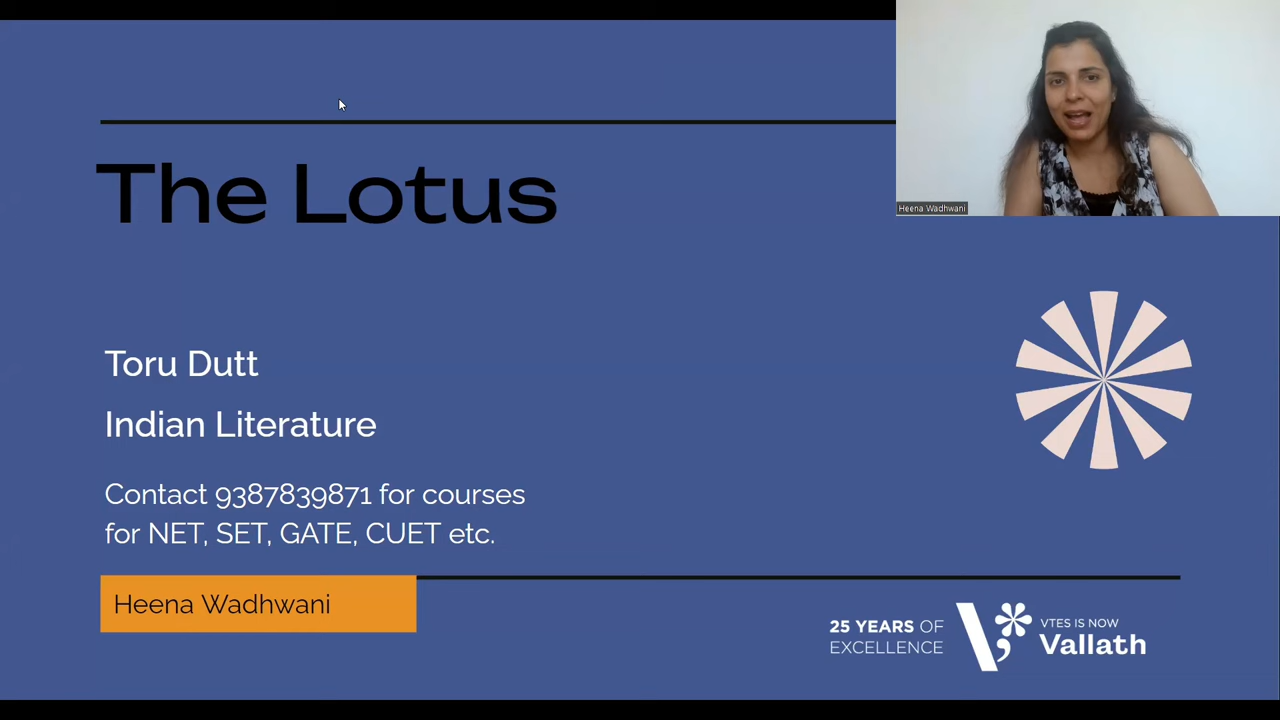 The Lotus
Heena Wadhwani
Toru Dutt
Indian Literature
Contact 9387839871 for courses
for NET, SET, GATE, CUET etc.
Heena Wadhwani
25 YEARS OF
EXCELLENCE
VTES IS NOW
Vallath